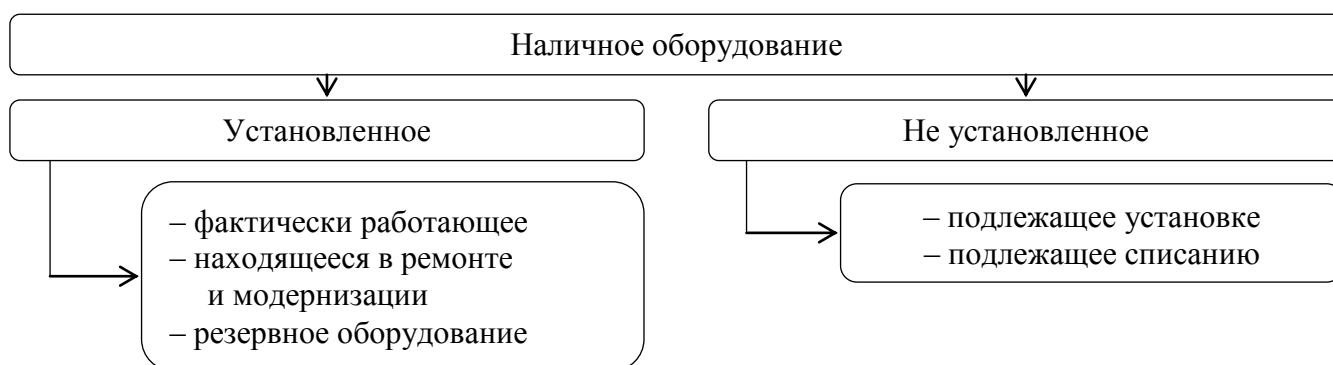 Наличное оборудование
Установленное
Не установленное
– фактически работающее
– находящееся в ремонте
и модернизации
– резервное оборудование
– подлежащее установке
– подлежащее списанию